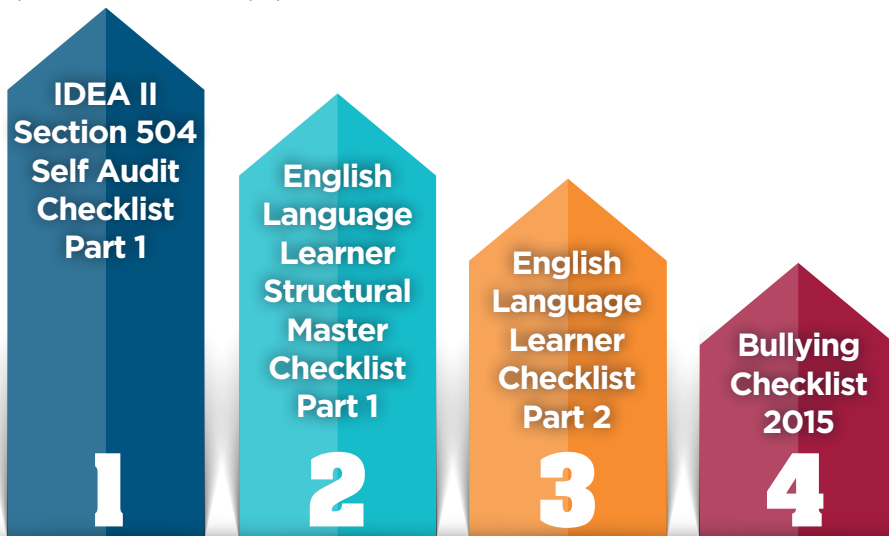 IDEA II
Section 504
Self Audit
Checklist
Part 1
1
English
Language
Learner
Structural
Master
Checklist
Part 1
2
English
Language
Learner
Checklist
Part 2
3
Bullying
Checklist
2015
4